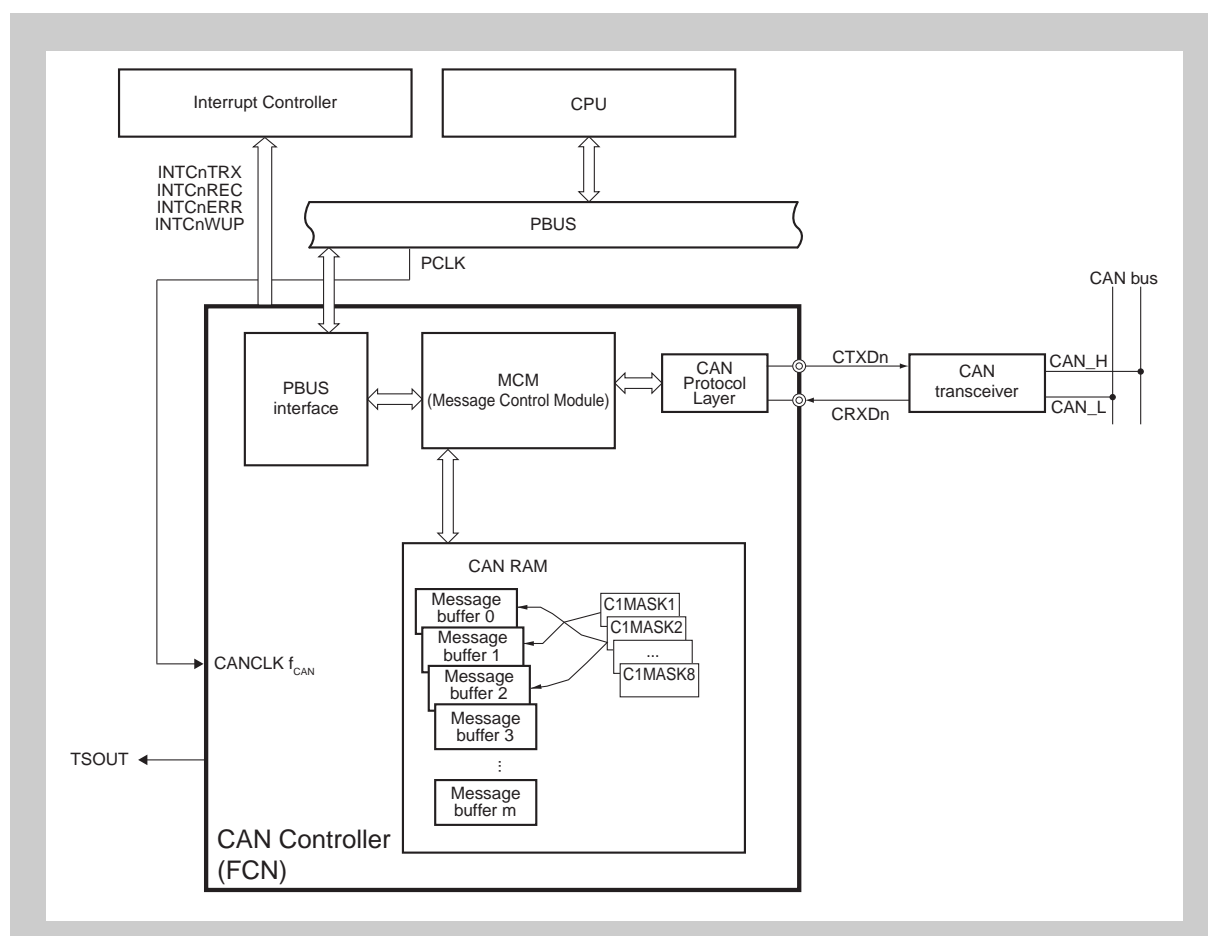 Interrupt Controller
CPU
INTCnTRX
INTCnREC
INTCnERR
INTCnWUP
PBUS
PCLK
CAN bus
PBUS
interface
MCM
(Message Control Module)
CAN
Protocol
Layer
CTXDn
CRXDn
CAN
transceiver
CAN_H
CAN_L
CAN RAM
Message
buffer 0
Message
buffer 1
Message
buffer 2
Message
buffer 3
...
Message
buffer m
C1MASK1
C1MASK2
...
C1MASK8
CANCLK fCAN
TSOUT
CAN Controller
(FCN)